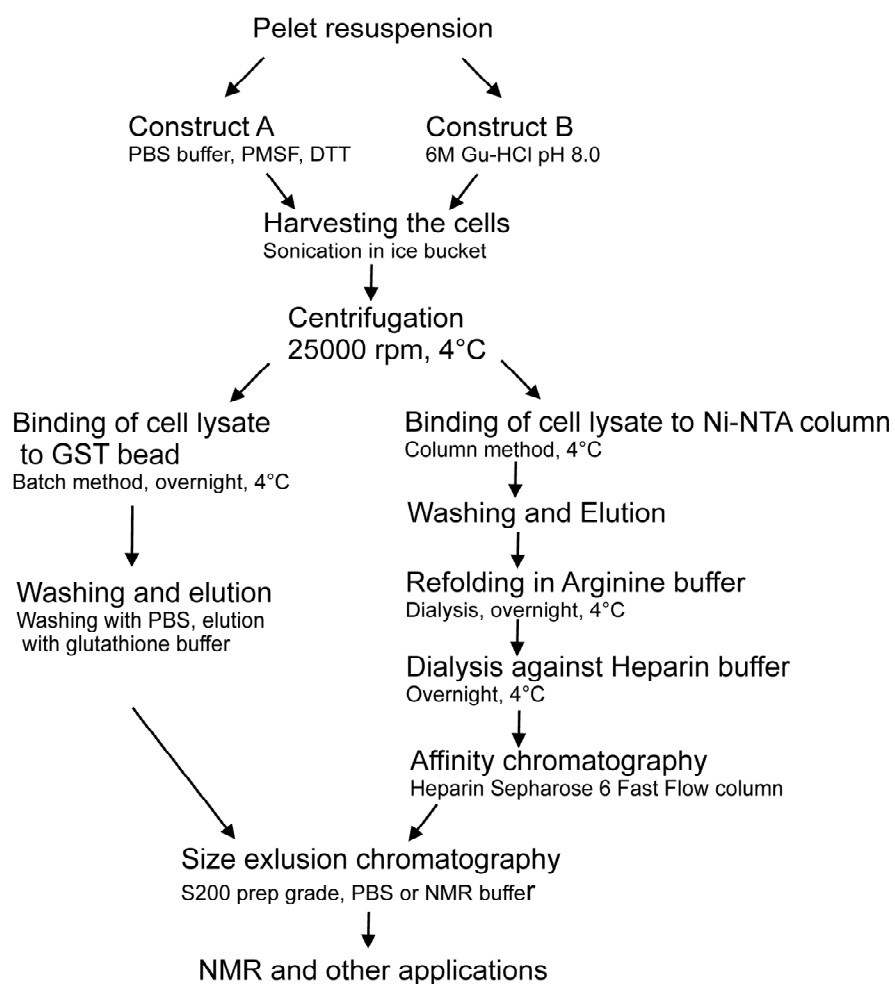 Pelet resuspension
Construct A
PBS buffer, PMSF, DTT
Construct B
6M Gu-HCl pH 8.0
Harvesting the cells
Sonication in ice bucket
Centrifugation
25000 rpm, 4°C
Binding of cell lysate
to GST bead
Batch method, overnight, 4°C
Washing and elution
Washing with PBS, elution
with glutathione buffer
Binding of cell lysate to Ni-NTA column
Column method, 4°C
Washing and Elution
Refolding in Arginine buffer
Dialysis, overnight, 4°C
Dialysis against Heparin buffer
Overnight, 4°C
Affinity chromatography
Heparin Sepharose 6 Fast Flow column
Size exlusion chromatography
S200 prep grade, PBS or NMR buffer
NMR and other applications